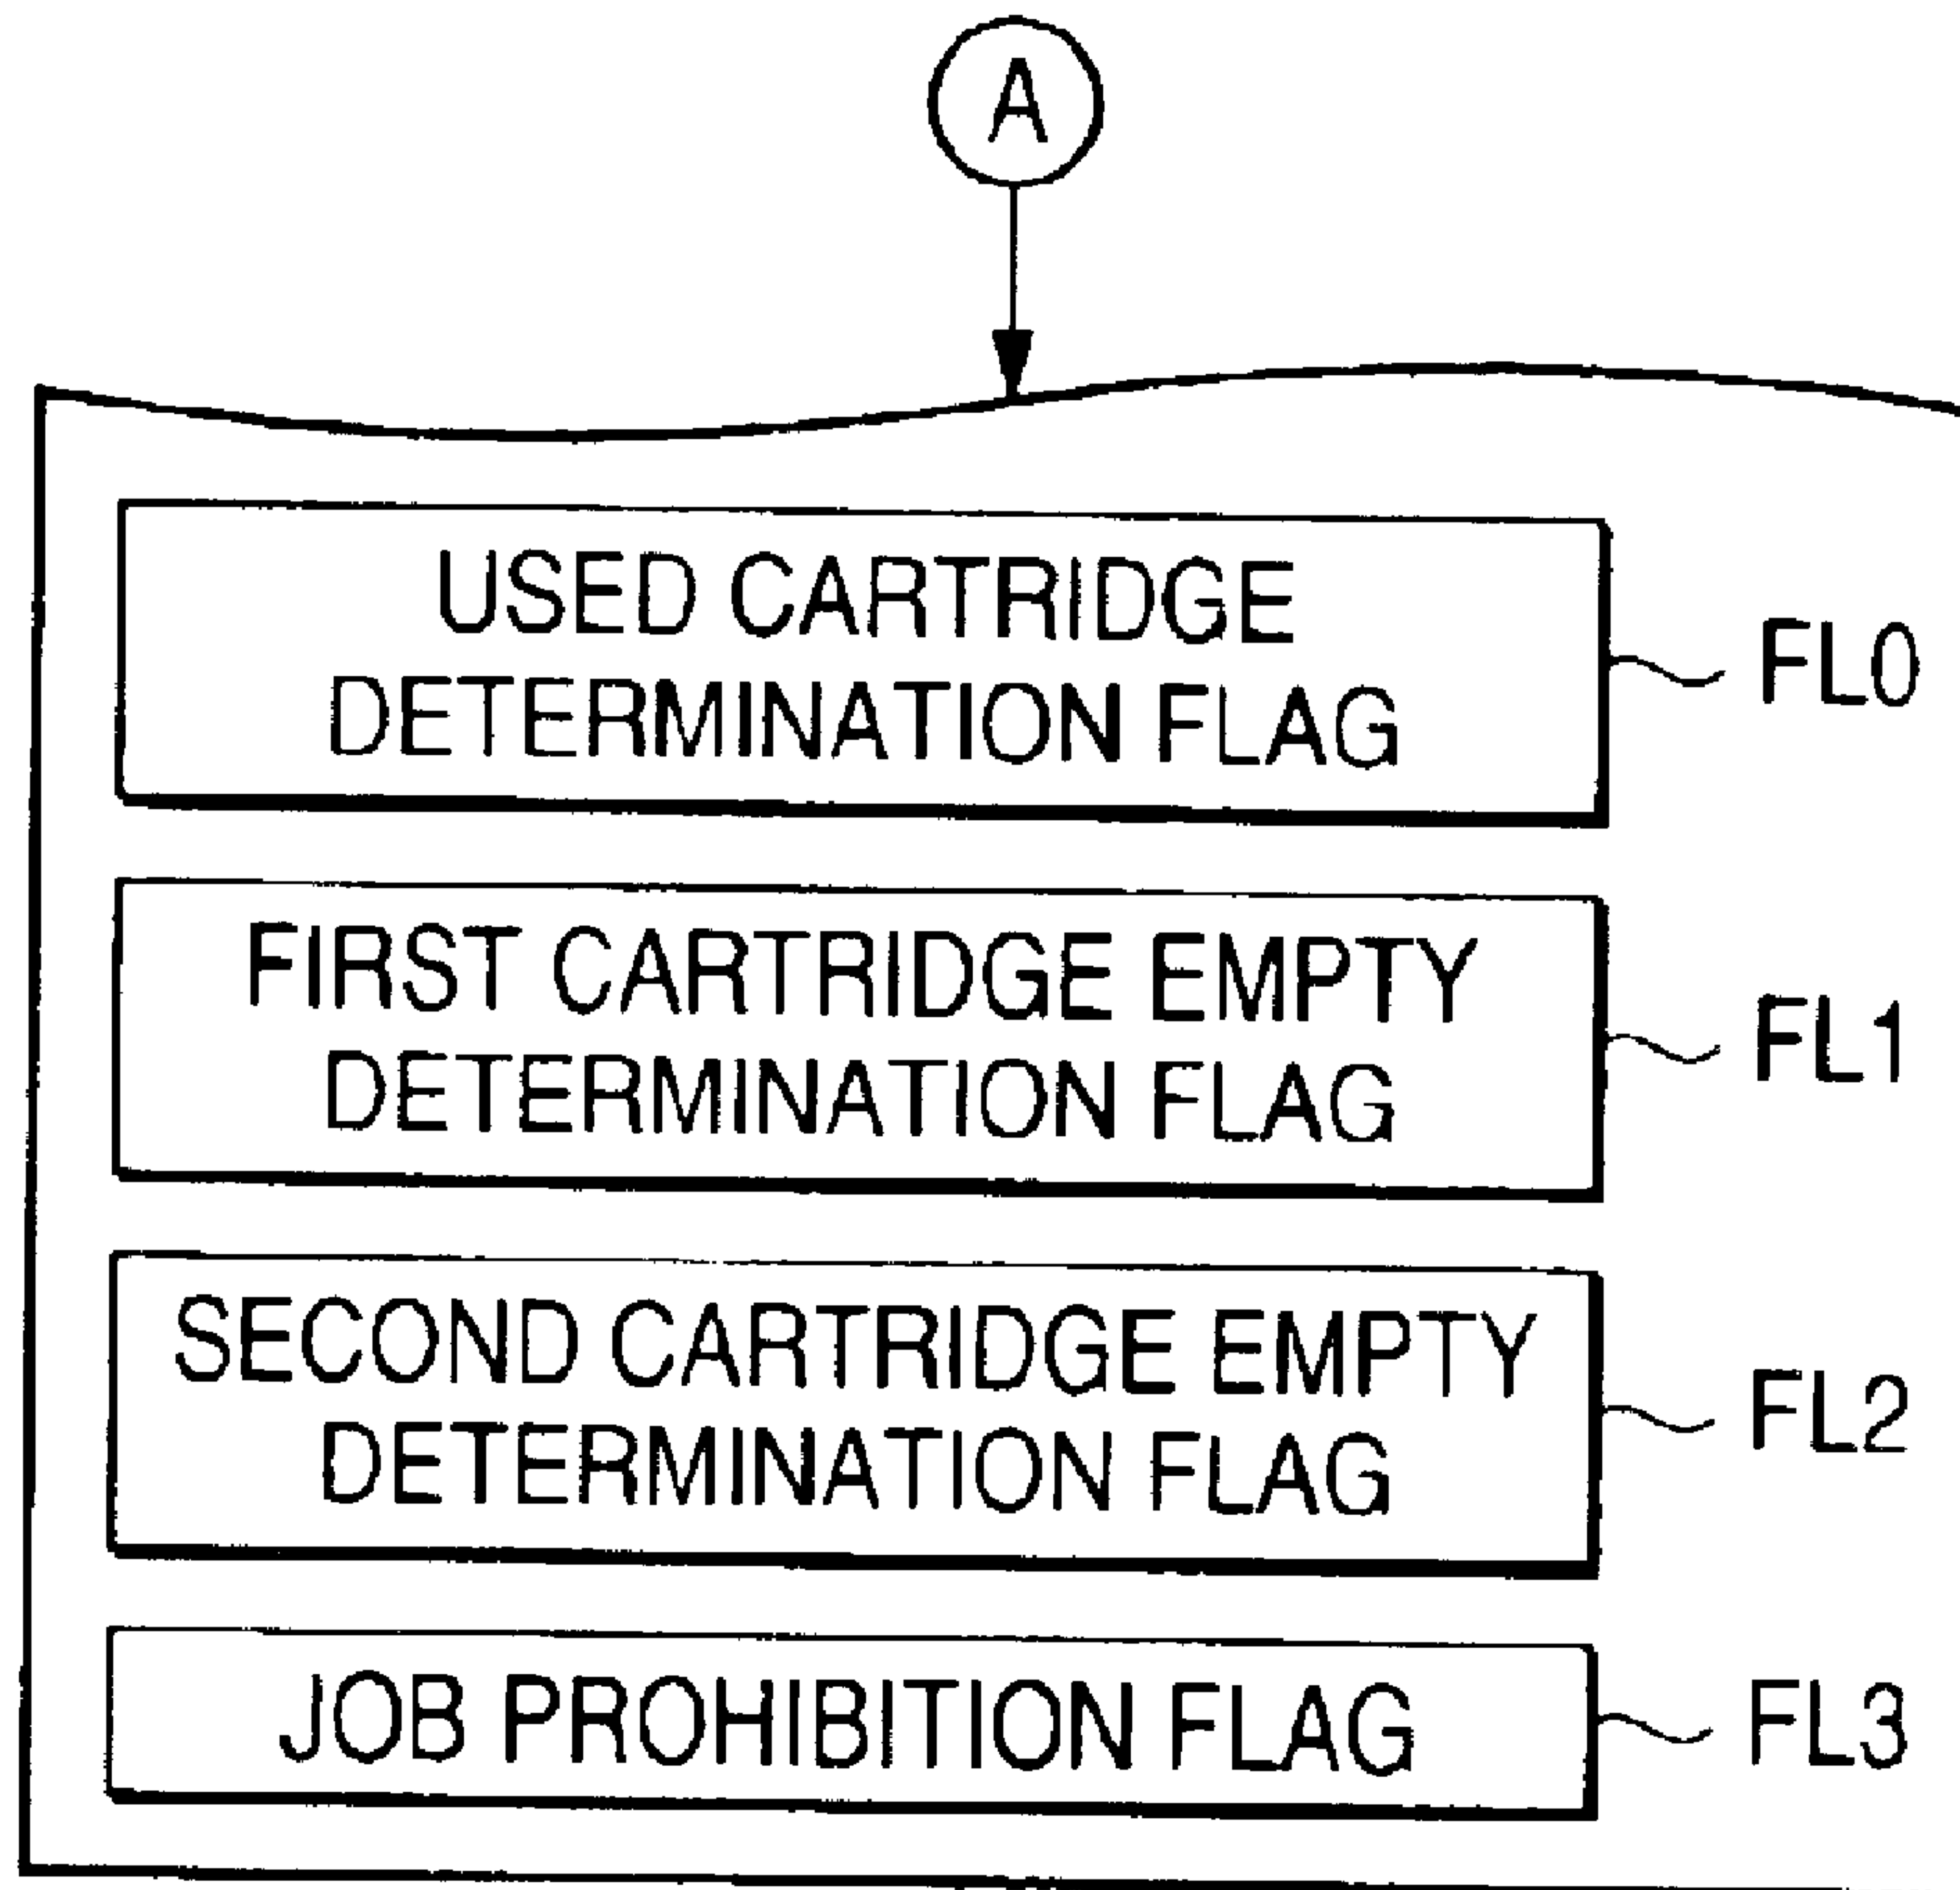 A
USED CARTRIDGE
DETERMINATION FLAG
FL0
FIRST CARTRIDGE EMPTY
DETERMINATION FLAG
FL1
SECOND CARTRIDGE EMPTY
DETERMINATION FLAG
FL2
JOB PROHIBITION FLAG
FL3